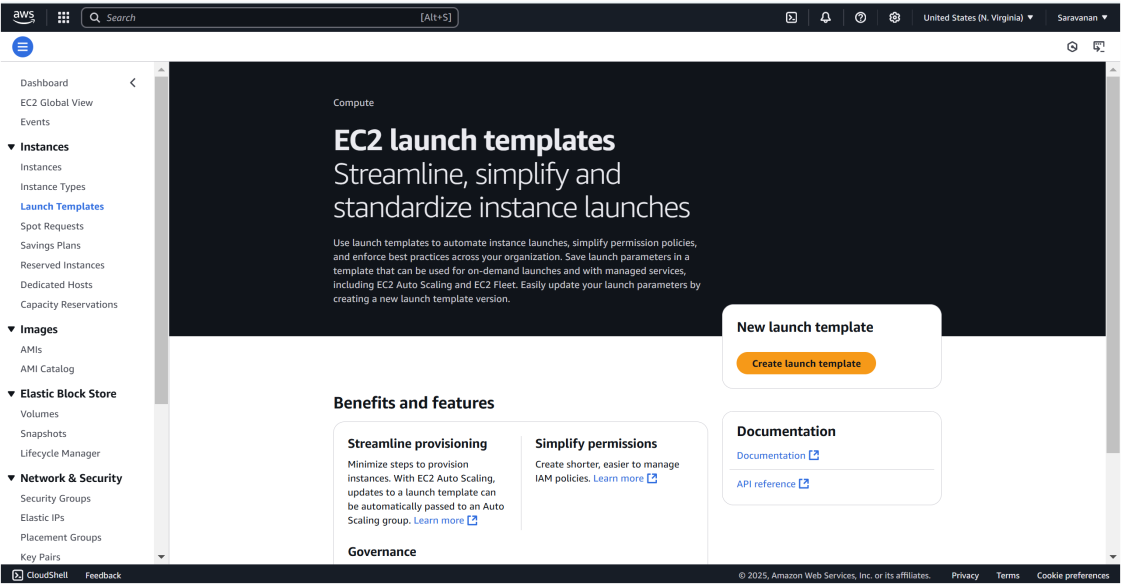 aws
Search [Alt+S]
United States (N. Virginia) ▼
Saravanan ▼
Dashboard
EC2 Global View
Events
▼ Instances
Instances
Instance Types
Launch Templates
Spot Requests
Savings Plans
Reserved Instances
Dedicated Hosts
Capacity Reservations
▼ Images
AMIs
AMI Catalog
▼ Elastic Block Store
Volumes
Snapshots
Lifecycle Manager
▼ Network & Security
Security Groups
Elastic IPs
Placement Groups
Key Pairs
Compute
EC2 launch templates
Streamline, simplify and
standardize instance launches
Use launch templates to automate instance launches, simplify permission policies,
and enforce best practices across your organization. Save launch parameters in a
template that can be used for on-demand launches and with managed services,
including EC2 Auto Scaling and EC2 Fleet. Easily update your launch parameters by
creating a new launch template version.
New launch template
Create launch template
Benefits and features
Streamline provisioning
Minimize steps to provision
instances. With EC2 Auto Scaling,
updates to a launch template can
be automatically passed to an Auto
Scaling group. Learn more
Simplify permissions
Create shorter, easier to manage
IAM policies. Learn more
Governance
Documentation
Documentation
API reference
CloudShell
Feedback
© 2025, Amazon Web Services, Inc. or its affiliates.
Privacy
Terms
Cookie preferences